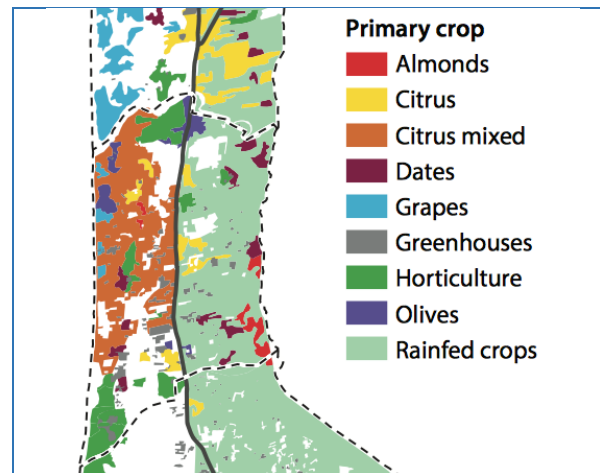 Primary crop
Almonds
Citrus
Citrus mixed
Dates
Grapes
Greenhouses
Horticulture
Olives
Rainfed crops